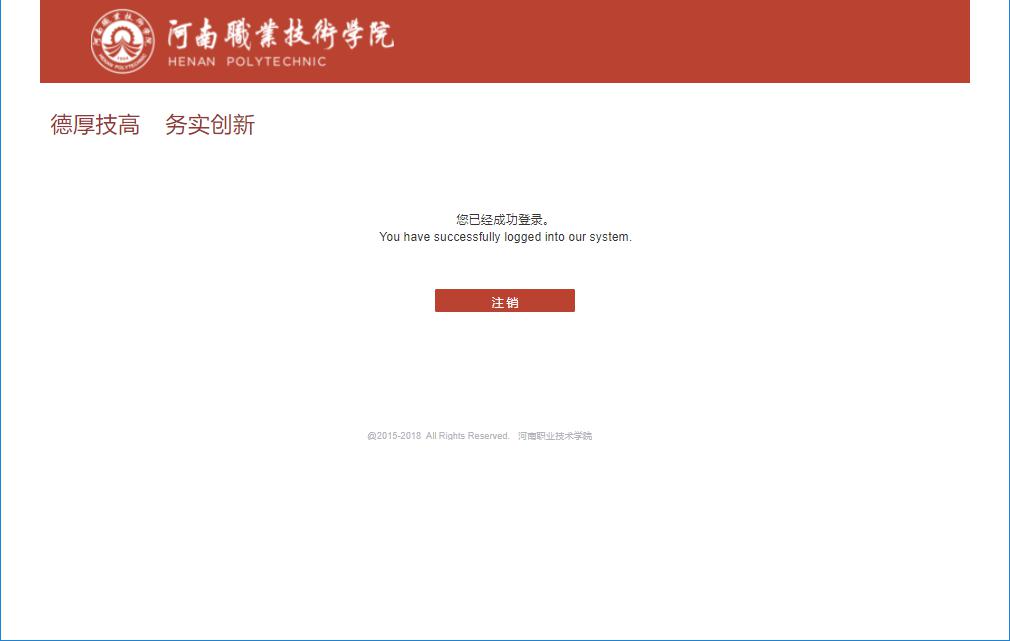 河南職業技術学院
HENAN POLYTECHNIC
德厚技高 务实创新
您已经成功登录。
You have successfully logged into our system.
注销
@2015-2018 All Rights Reserved. 河南职业技术学院